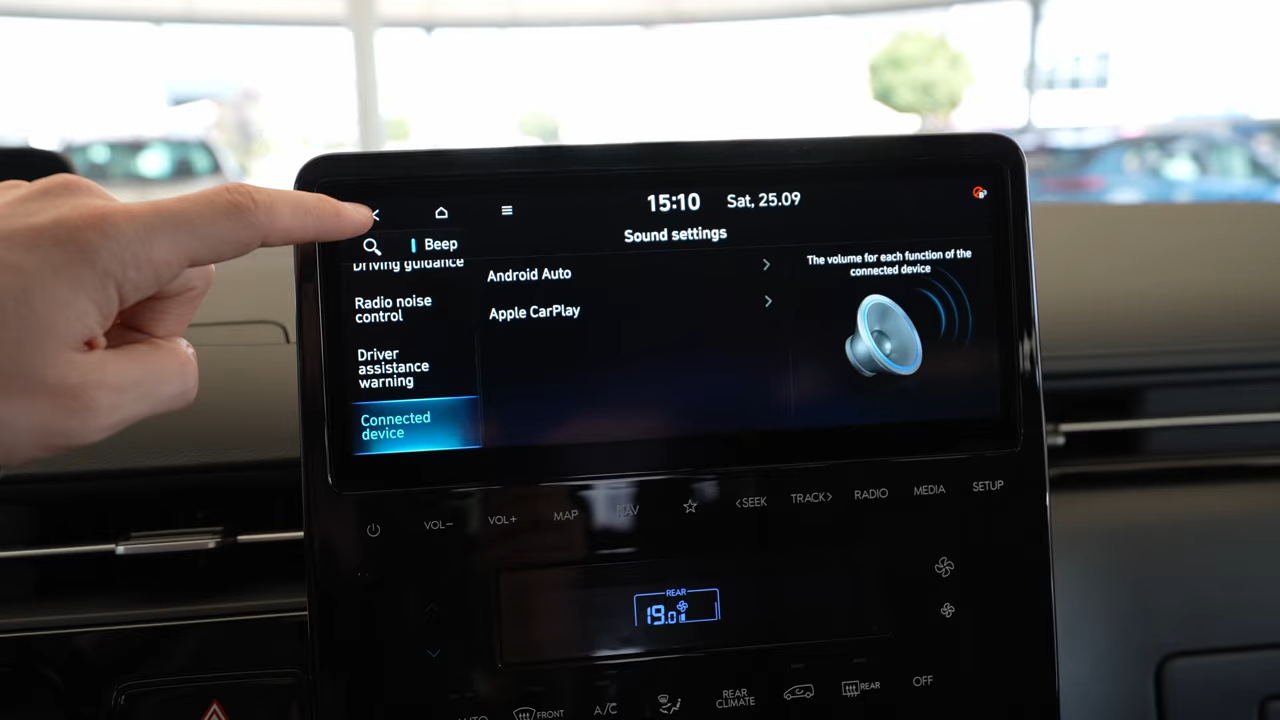 15:10 Sat, 25.09
Sound settings
Beep
Driving guidance
Radio noise
control
Driver
assistance
warning
Connected
device
Android Auto
Apple CarPlay
The volume for each function of the
connected device
VOL− VOL+ MAP NAV <SEEK TRACK> RADIO MEDIA SETUP
REAR
19.0
FRONT
A/C
REAR
CLIMATE
REAR
OFF